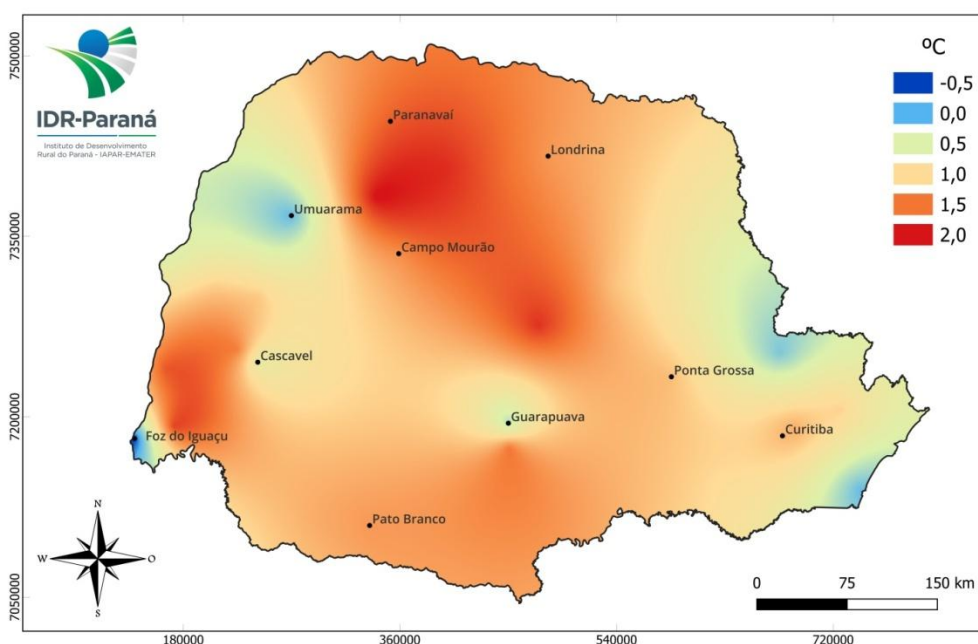 IDR-Paraná
Instituto de Desenvolvimento
Rural do Paraná - IAPAR-EMATER
ºC
-0,5
0,0
0,5
1,0
1,5
2,0
7500000
7350000
7200000
7050000
Paranavaí
Londrina
Umuarama
Campo Mourão
Cascavel
Ponta Grossa
Guarapuava
Curitiba
Foz do Iguaçu
Pato Branco
N
W
O
S
0 75 150 km
180000 360000 540000 720000